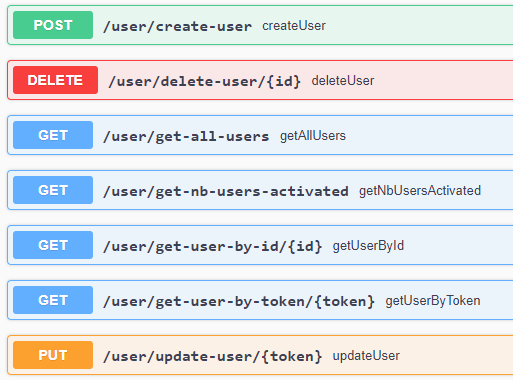 POST /user/create-user createUser
DELETE /user/delete-user/{id} deleteUser
GET /user/get-all-users getAllUsers
GET /user/get-nb-users-activated getNbUsersActivated
GET /user/get-user-by-id/{id} getUserById
GET /user/get-user-by-token/{token} getUserByToken
PUT /user/update-user/{token} updateUser